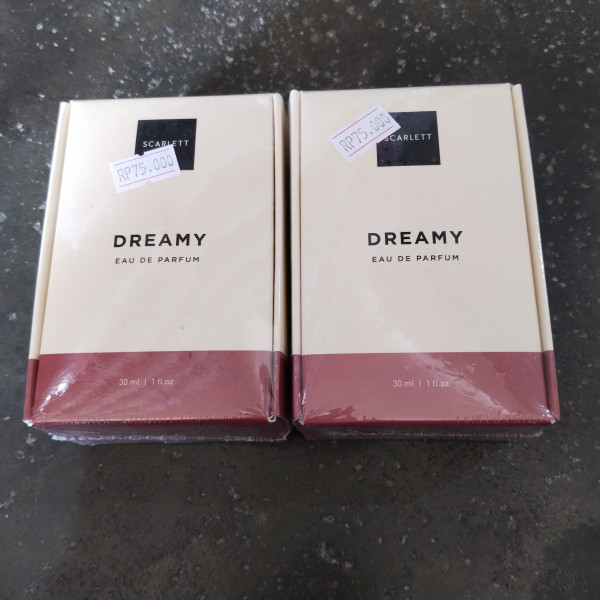 SCARLETT
RP75.000
DREAMY
EAU DE PARFUM
30 ml | 1 fl.oz
SCARLETT
RP75.000
DREAMY
EAU DE PARFUM
30 ml | 1 fl.oz